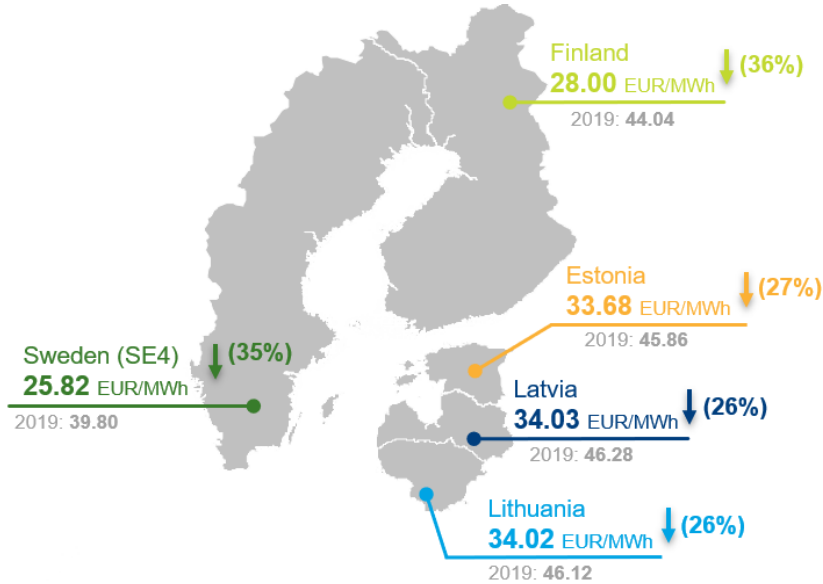 Finland
28.00 EUR/MWh
(36%)
2019: 44.04
Estonia
33.68 EUR/MWh
(27%)
2019: 45.86
Sweden (SE4)
25.82 EUR/MWh
(35%)
2019: 39.80
Latvia
34.03 EUR/MWh
(26%)
2019: 46.28
Lithuania
34.02 EUR/MWh
(26%)
2019: 46.12